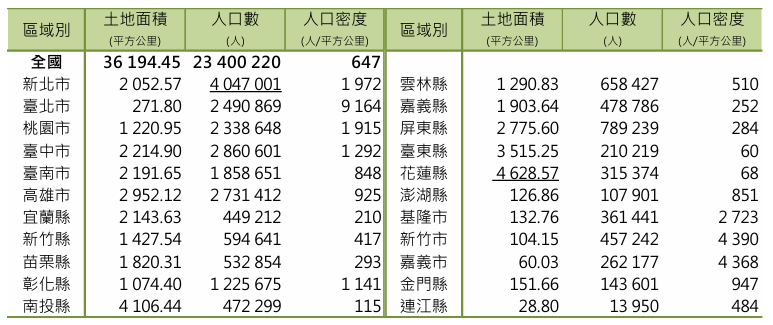 區域別 土地面積 (平方公里) 人口數 (人) 人口密度 (人/平方公里) 區域別 土地面積 (平方公里) 人口數 (人) 人口密度 (人/平方公里)
全國 36 194.45 23 400 220 647
新北市 2 052.57 4 047 001 1 972 雲林縣 1 290.83 658 427 510
臺北市 271.80 2 490 869 9 164 嘉義縣 1 903.64 478 786 252
桃園市 1 220.95 2 338 648 1 915 屏東縣 2 775.60 789 239 284
臺中市 2 214.90 2 860 601 1 292 臺東縣 3 515.25 210 219 60
臺南市 2 191.65 1 858 651 848 花蓮縣 4 628.57 315 374 68
高雄市 2 952.12 2 731 412 925 澎湖縣 126.86 107 901 851
宜蘭縣 2 143.63 449 212 210 基隆市 132.76 361 441 2 723
新竹縣 1 427.54 594 641 417 新竹市 104.15 457 242 4 390
苗栗縣 1 820.31 532 854 293 嘉義市 60.03 262 177 4 368
彰化縣 1 074.40 1 225 675 1 141 金門縣 151.66 143 601 947
南投縣 4 106.44 472 299 115 連江縣 28.80 13 950 484